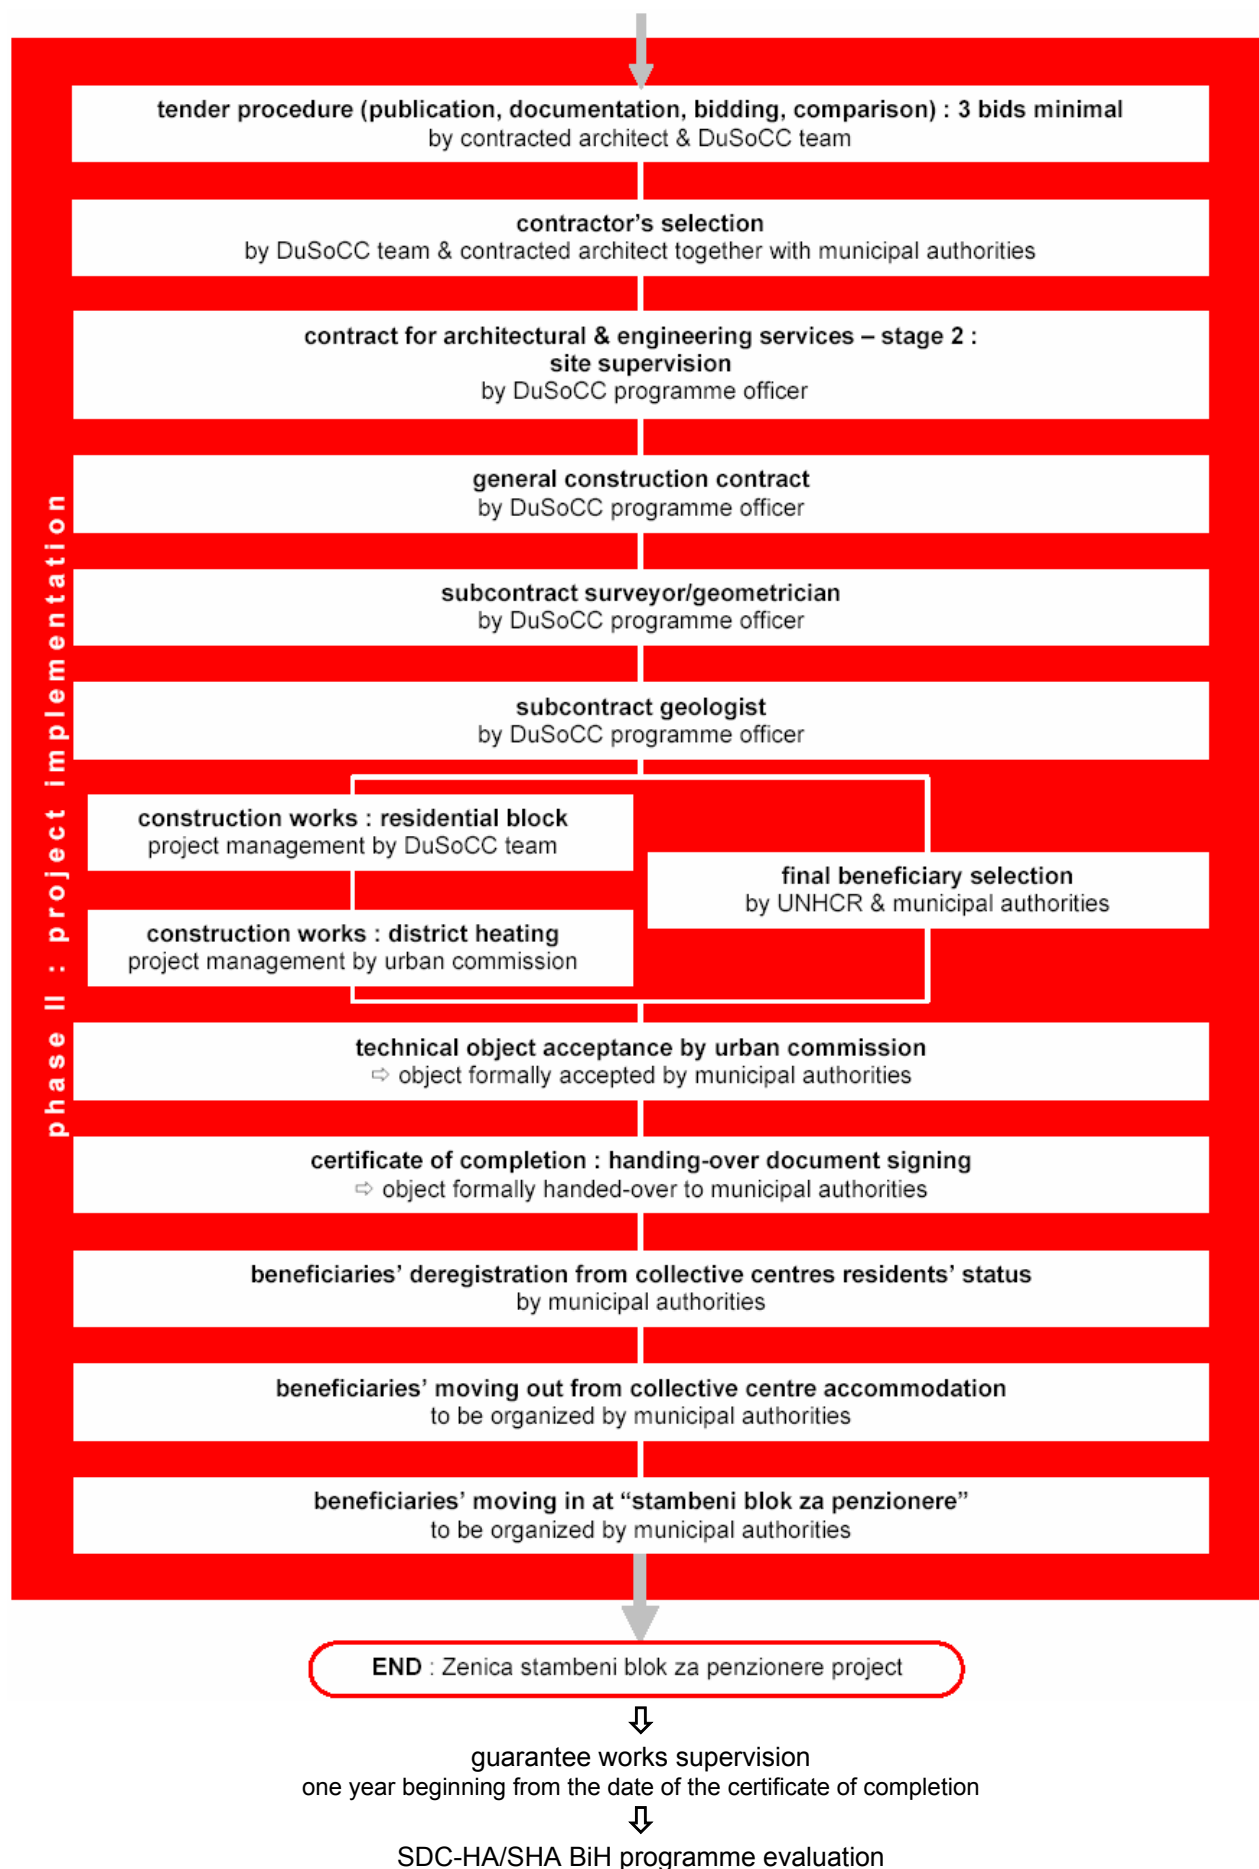 tender procedure (publication, documentation, bidding, comparison) : 3 bids minimal
by contracted architect & DuSoCC team
contractor's selection
by DuSoCC team & contracted architect together with municipal authorities
contract for architectural & engineering services – stage 2 :
site supervision
by DuSoCC programme officer
general construction contract
by DuSoCC programme officer
subcontract surveyor/geometrician
by DuSoCC programme officer
subcontract geologist
by DuSoCC programme officer
phase II : project implementation
construction works : residential block
project management by DuSoCC team
final beneficiary selection
by UNHCR & municipal authorities
construction works : district heating
project management by urban commission
technical object acceptance by urban commission
⇨ object formally accepted by municipal authorities
certificate of completion : handing-over document signing
⇨ object formally handed-over to municipal authorities
beneficiaries' deregistration from collective centres residents' status
by municipal authorities
beneficiaries' moving out from collective centre accommodation
to be organized by municipal authorities
beneficiaries' moving in at “stambeni blok za penzionere”
to be organized by municipal authorities
END : Zenica stambeni blok za penzionere project
guarantee works supervision
one year beginning from the date of the certificate of completion
SDC-HA/SHA BiH programme evaluation